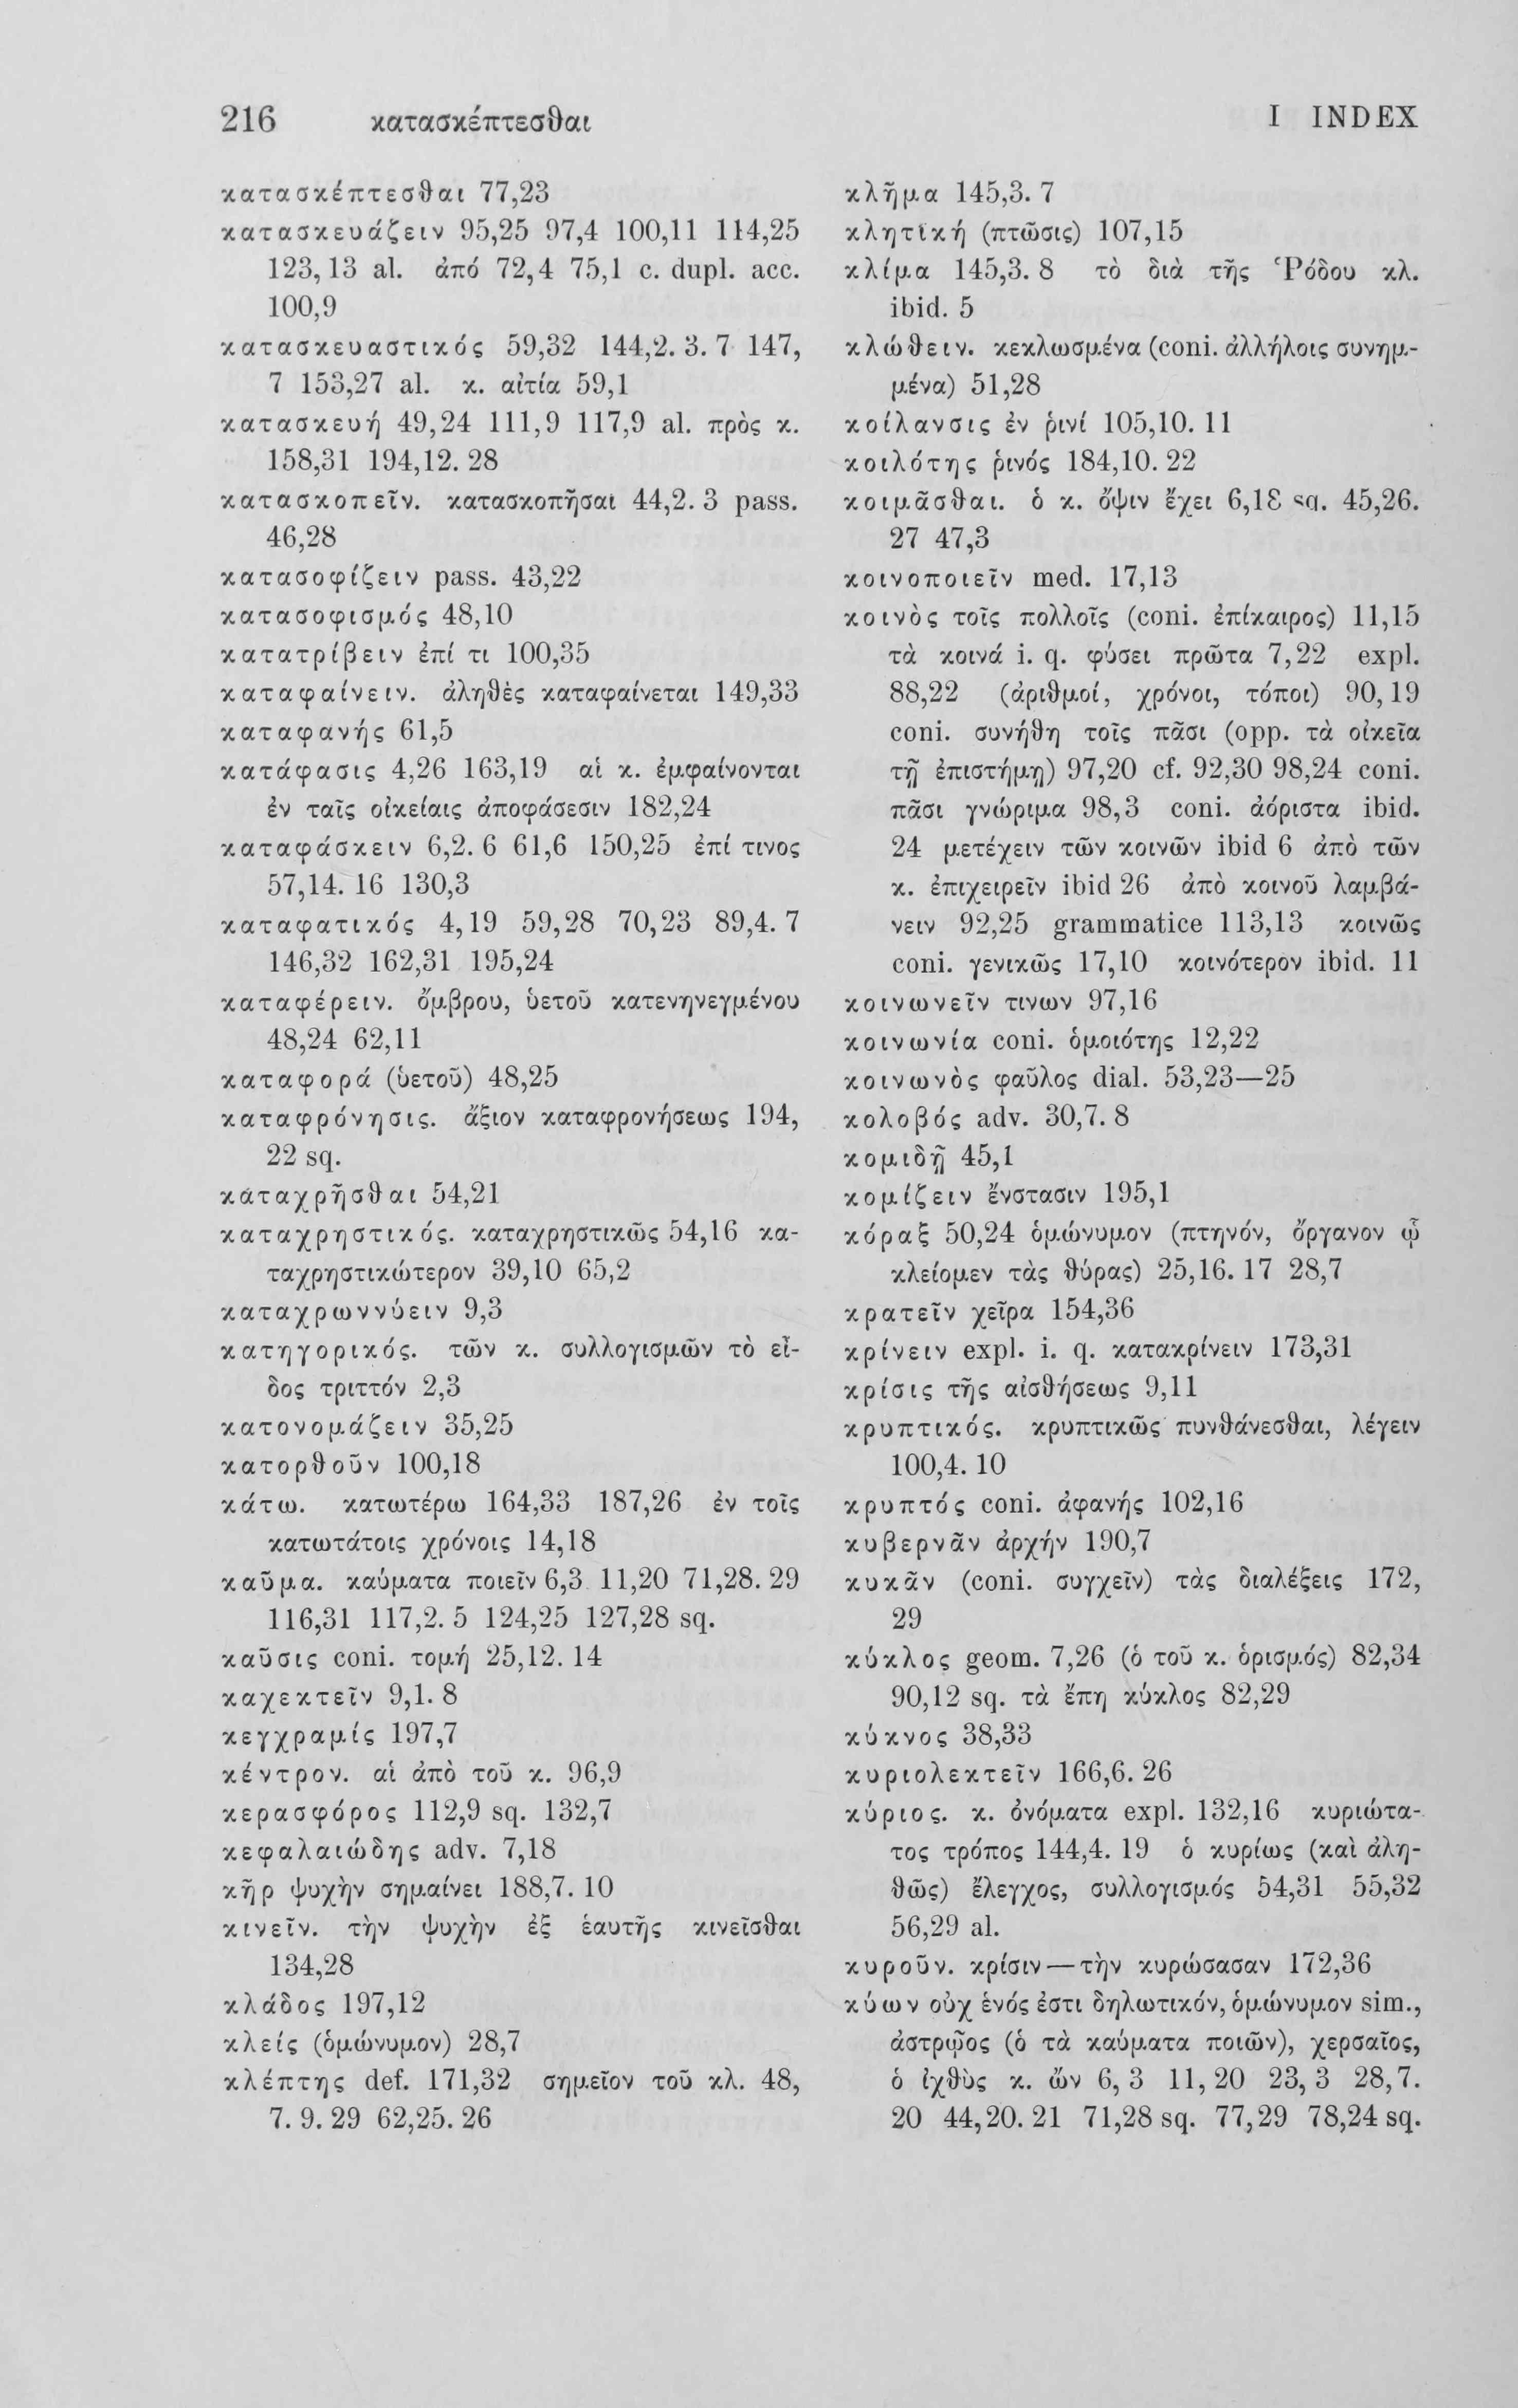 216 κατασκέπτεσθαι I INDEX
κατασκέπτεσθαι 77,23
κατασκευάζειν 95,25 97,4 100,11 114,25
123,13 al. ἀπό 72,4 75,1 c. dupl. acc.
100,9
κατασκευαστικός 59,32 144,2. 3. 7 147,
7 153,27 al. κ. αἰτία 59,1
κατασκευή 49,24 111,9 117,9 al. πρὸς κ.
158,31 194,12. 28
κατασκοπεῖν. κατασκοπῆσαι 44,2. 3 pass.
46,28
κατασοφίζειν pass. 43,22
κατασοφισμός 48,10
κατατρίβειν ἐπί τι 100,35
καταφαίνειν. ἀληθὲς καταφαίνεται 149,33
καταφανής 61,5
κατάφασις 4,26 163,19 αἱ κ. ἐμφαίνονται
ἐν ταῖς οἰκείαις ἀποφάσεσιν 182,24
καταφάσκειν 6,2. 6 61,6 150,25 ἐπί τινος
57,14. 16 130,3
καταφατικός 4,19 59,28 70,23 89,4. 7
146,32 162,31 195,24
καταφέρειν. ὄμβρου, ὑετοῦ κατενηνεγμένου
48,24 62,11
καταφορά (ὑετοῦ) 48,25
καταφρόνησις. ἄξιον καταφρονήσεως 194,
22 sq.
καταχρῆσθαι 54,21
καταχρηστικός. καταχρηστικῶς 54,16 κα-
ταχρηστικώτερον 39,10 65,2
καταχρωννύειν 9,3
κατηγορικός. τῶν κ. συλλογισμῶν τὸ εἶ-
δος τριττόν 2,3
κατονομάζειν 35,25
κατορθοῦν 100,18
κάτω. κατωτέρω 164,33 187,26 ἐν τοῖς
κατωτάτοις χρόνοις 14,18
καῦμα. καύματα ποιεῖν 6,3 11,20 71,28. 29
116,31 117,2. 5 124,25 127,28 sq.
καῦσις coni. τομή 25,12. 14
καχεκτεῖν 9,1. 8
κεγχραμίς 197,7
κέντρον. αἱ ἀπὸ τοῦ κ. 96,9
κερασφόρος 112,9 sq. 132,7
κεφαλαιώδης adv. 7,18
κῆρ ψυχὴν σημαίνει 188,7. 10
κινεῖν. τὴν ψυχὴν ἐξ ἑαυτῆς κινεῖσθαι
134,28
κλάδος 197,12
κλείς (ὁμώνυμον) 28,7
κλέπτης def. 171,32 σημεῖον τοῦ κλ. 48,
7. 9. 29 62,25. 26
κλῆμα 145,3. 7
κλητική (πτῶσις) 107,15
κλίμα 145,3. 8 τὸ διὰ τῆς Ῥόδου κλ.
ibid. 5
κλώθειν. κεκλωσμένα (coni. ἀλλήλοις συνημ-
μένα) 51,28
κοίλανσις ἐν ῥινί 105,10. 11
κοιλότης ῥινός 184,10. 22
κοιμᾶσθαι. ὁ κ. ὄψιν ἔχει 6,18 sq. 45,26.
27 47,3
κοινοποιεῖν med. 17,13
κοινὸς τοῖς πολλοῖς (coni. ἐπίκαιρος) 11,15
τὰ κοινά i. q. φύσει πρῶτα 7,22 expl.
88,22 (ἀριθμοί, χρόνοι, τόποι) 90,19
coni. συνήθη τοῖς πᾶσι (opp. τὰ οἰκεῖα
τῇ ἐπιστήμῃ) 97,20 cf. 92,30 98,24 coni.
πᾶσι γνώριμα 98,3 coni. ἀόριστα ibid.
24 μετέχειν τῶν κοινῶν ibid 6 ἀπὸ τῶν
κ. ἐπιχειρεῖν ibid 26 ἀπὸ κοινοῦ λαμβά-
νειν 92,25 grammatice 113,13 κοινῶς
coni. γενικῶς 17,10 κοινότερον ibid. 11
κοινωνεῖν τινων 97,16
κοινωνία coni. ὁμοιότης 12,22
κοινωνὸς φαῦλος dial. 53,23—25
κολοβός adv. 30,7. 8
κομιδῇ 45,1
κομίζειν ἔνστασιν 195,1
κόραξ 50,24 ὁμώνυμον (πτηνόν, ὄργανον ᾧ
κλείομεν τὰς θύρας) 25,16. 17 28,7
κρατεῖν χεῖρα 154,36
κρίνειν expl. i. q. κατακρίνειν 173,31
κρίσις τῆς αἰσθήσεως 9,11
κρυπτικός. κρυπτικῶς πυνθάνεσθαι, λέγειν
100,4. 10
κρυπτός coni. ἀφανής 102,16
κυβερνᾶν ἀρχήν 190,7
κυκᾶν (coni. συγχεῖν) τὰς διαλέξεις 172,
29
κύκλος geom. 7,26 (ὁ τοῦ κ. ὁρισμός) 82,34
90,12 sq. τὰ ἔπη κύκλος 82,29
κύκνος 38,33
κυριολεκτεῖν 166,6. 26
κύριος. κ. ὀνόματα expl. 132,16 κυριώτα-
τος τρόπος 144,4. 19 ὁ κυρίως (καὶ ἀλη-
θῶς) ἔλεγχος, συλλογισμός 54,31 55,32
56,29 al.
κυροῦν. κρίσιν — τὴν κυρώσασαν 172,36
κύων οὐχ ἑνός ἐστι δηλωτικόν, ὁμώνυμον sim.,
ἀστρῷος (ὁ τὰ καύματα ποιῶν), χερσαῖος,
ὁ ἰχθὺς κ. ὤν 6,3 11,20 23,3 28,7.
20 44,20. 21 71,28 sq. 77,29 78,24 sq.